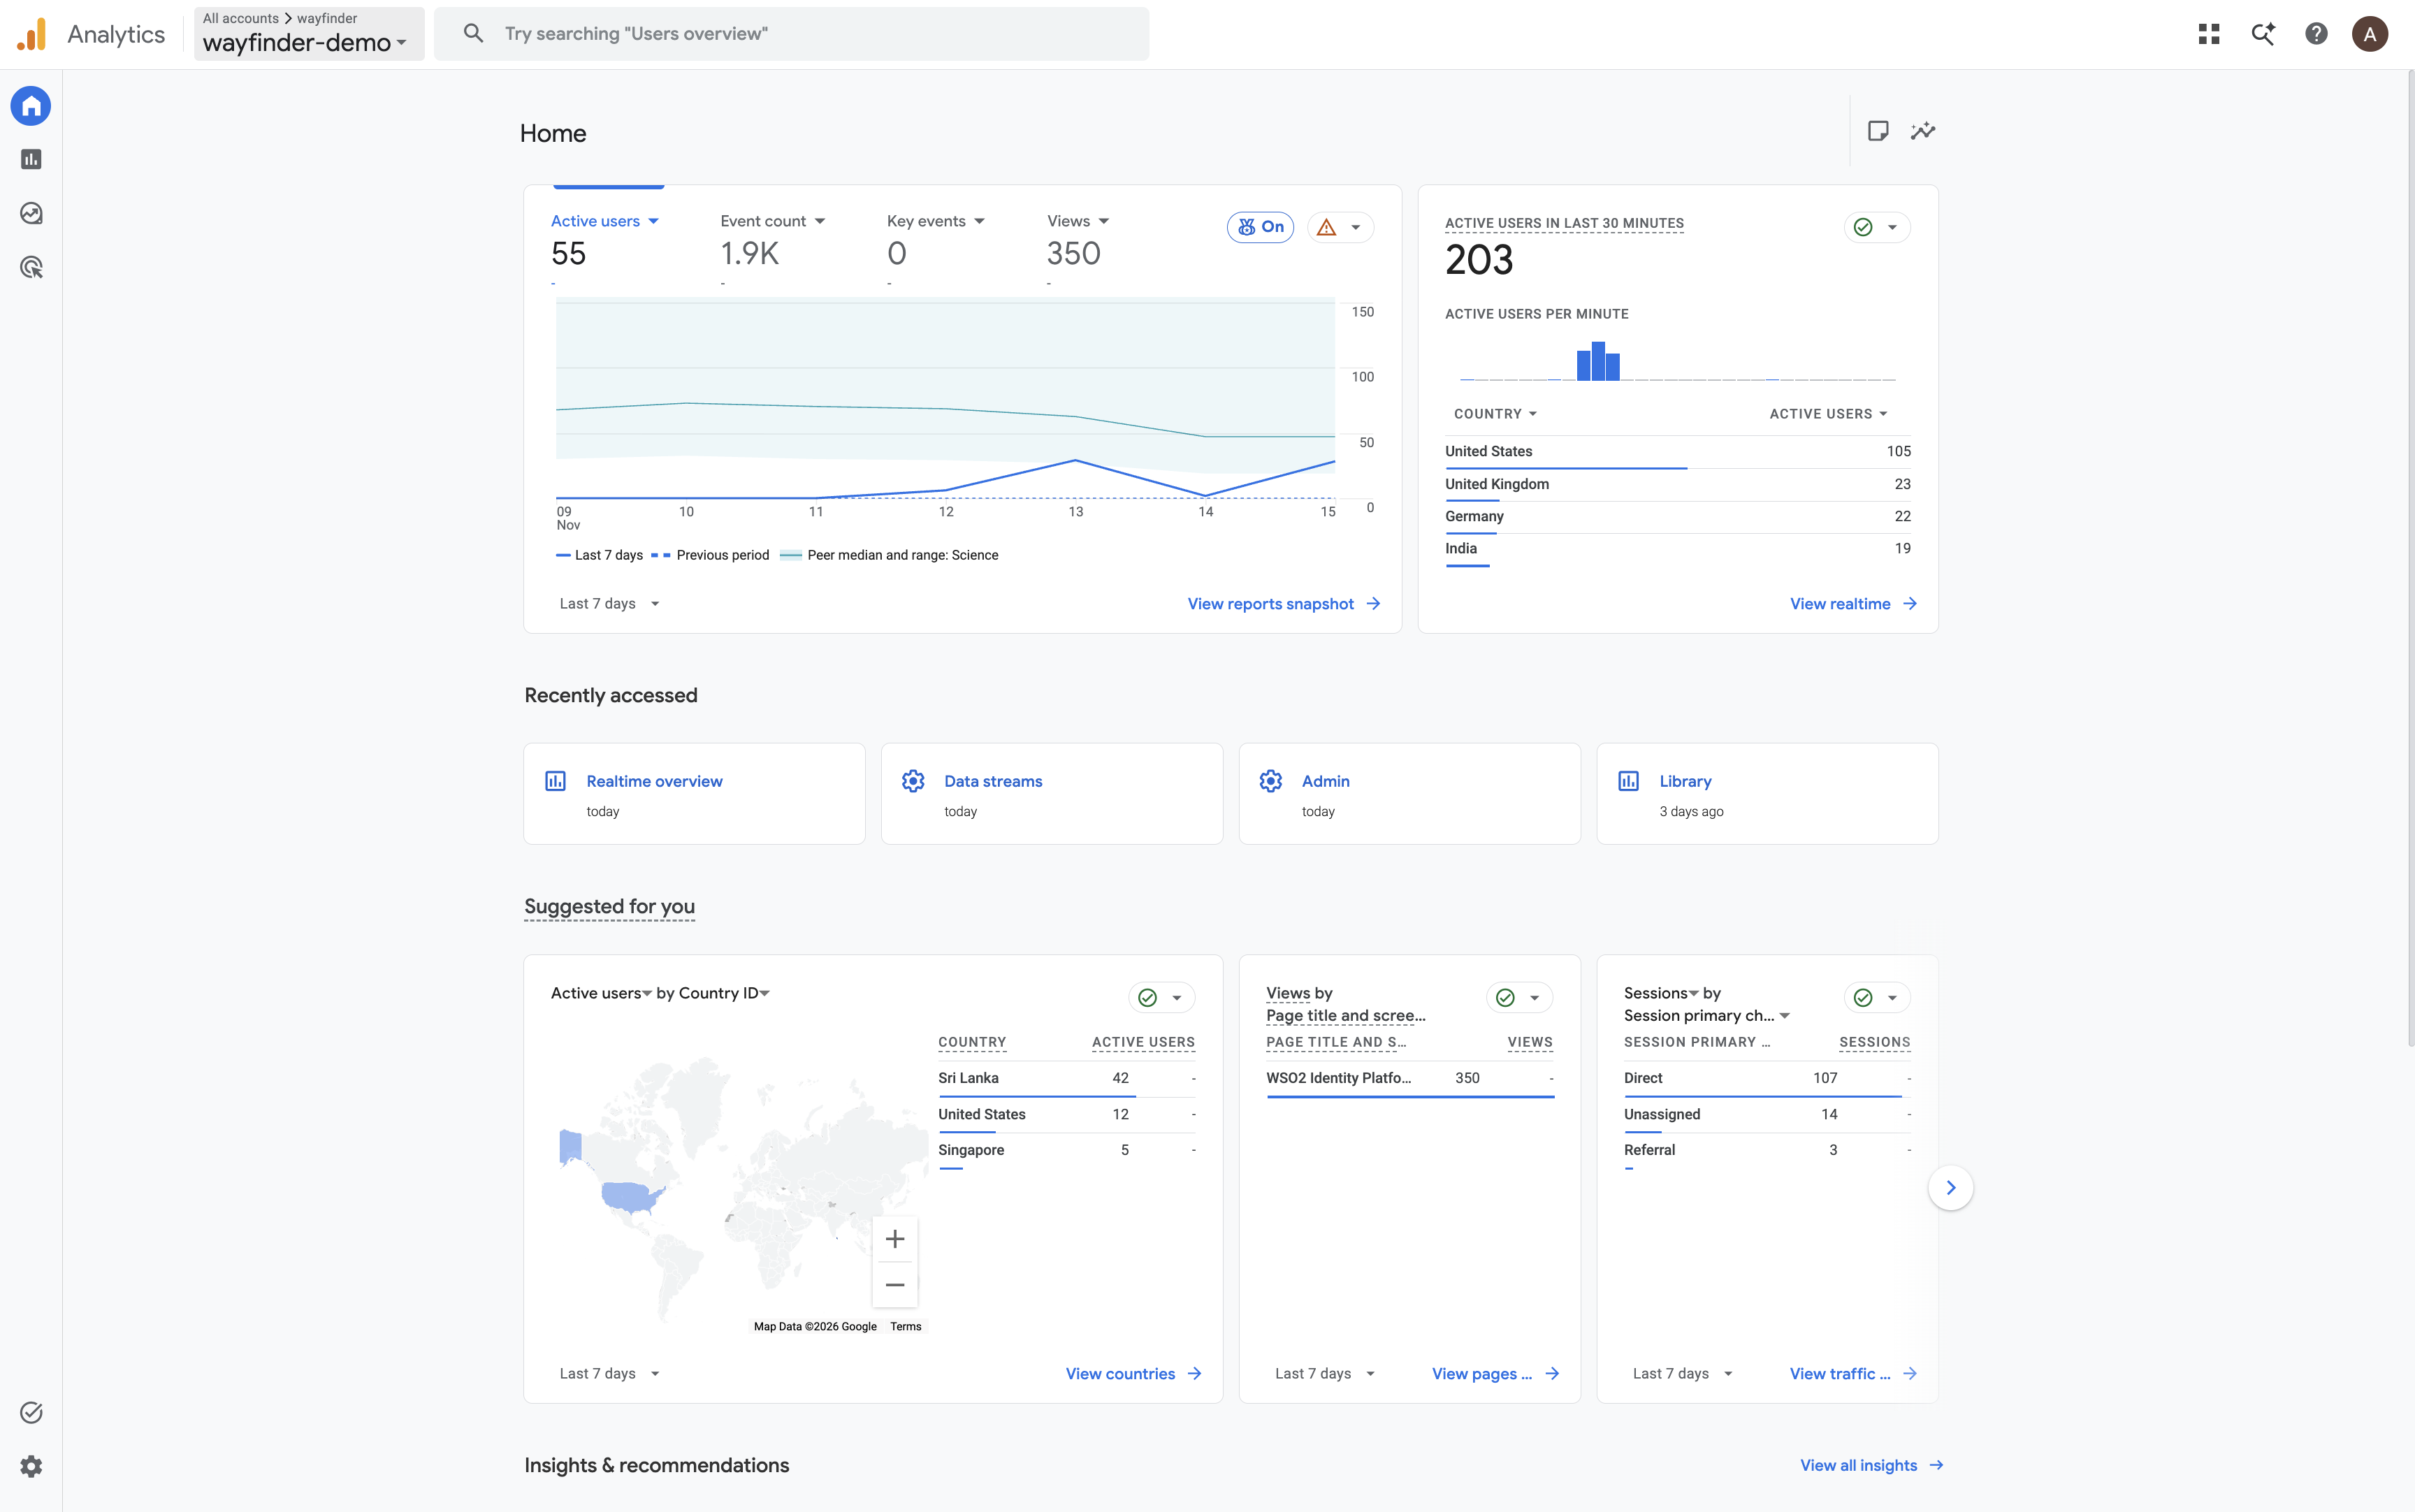 Analytics
All accounts > wayfinder
wayfinder-demo
Try searching "Users overview"
A
Home
Active users
55
-
Event count
1.9K
-
Key events
0
-
Views
350
-
On
150
100
50
0
09
Nov
10
11
12
13
14
15
Last 7 days
Previous period
Peer median and range: Science
Last 7 days
View reports snapshot
ACTIVE USERS IN LAST 30 MINUTES
203
ACTIVE USERS PER MINUTE
COUNTRY ACTIVE USERS
United States 105
United Kingdom 23
Germany 22
India 19
View realtime
Recently accessed
Realtime overview
today
Data streams
today
Admin
today
Library
3 days ago
Suggested for you
Active users by Country ID
COUNTRY ACTIVE USERS
Sri Lanka 42 -
United States 12 -
Singapore 5 -
Map Data ©2026 Google Terms
Last 7 days
View countries
Views by
Page title and scree...
PAGE TITLE AND S... VIEWS
WSO2 Identity Platfo... 350 -
Last 7 days
View pages ...
Sessions by
Session primary ch...
SESSION PRIMARY ... SESSIONS
Direct 107 -
Unassigned 14 -
Referral 3 -
Last 7 days
View traffic ...
Insights & recommendations
View all insights